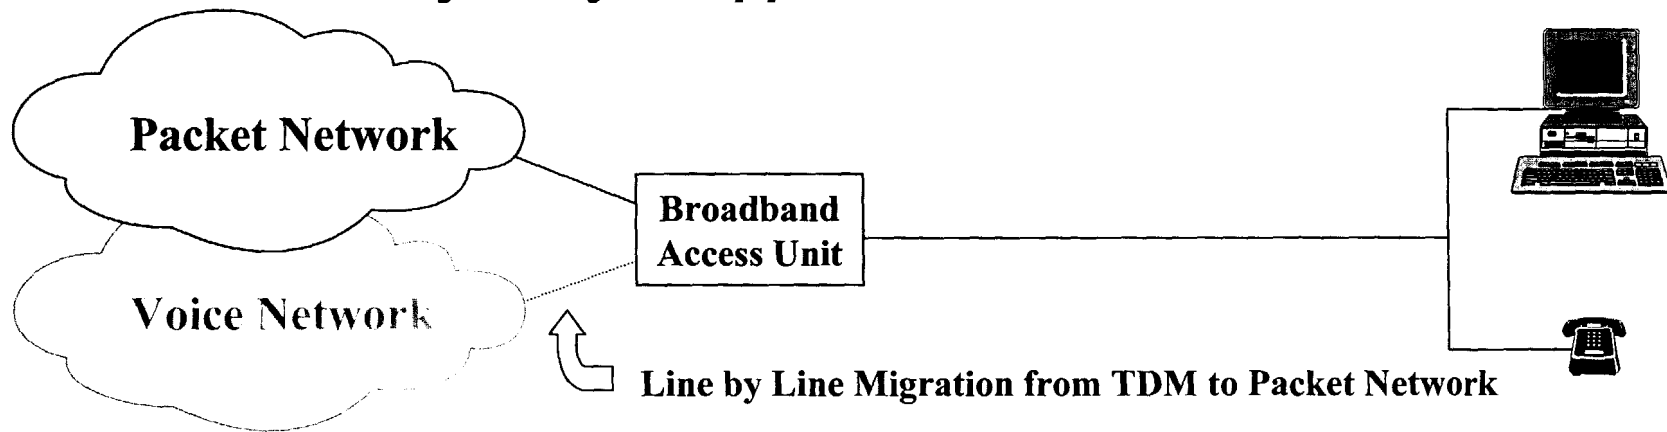 Packet Network
Broadband
Access Unit
Voice Network
Line by Line Migration from TDM to Packet Network